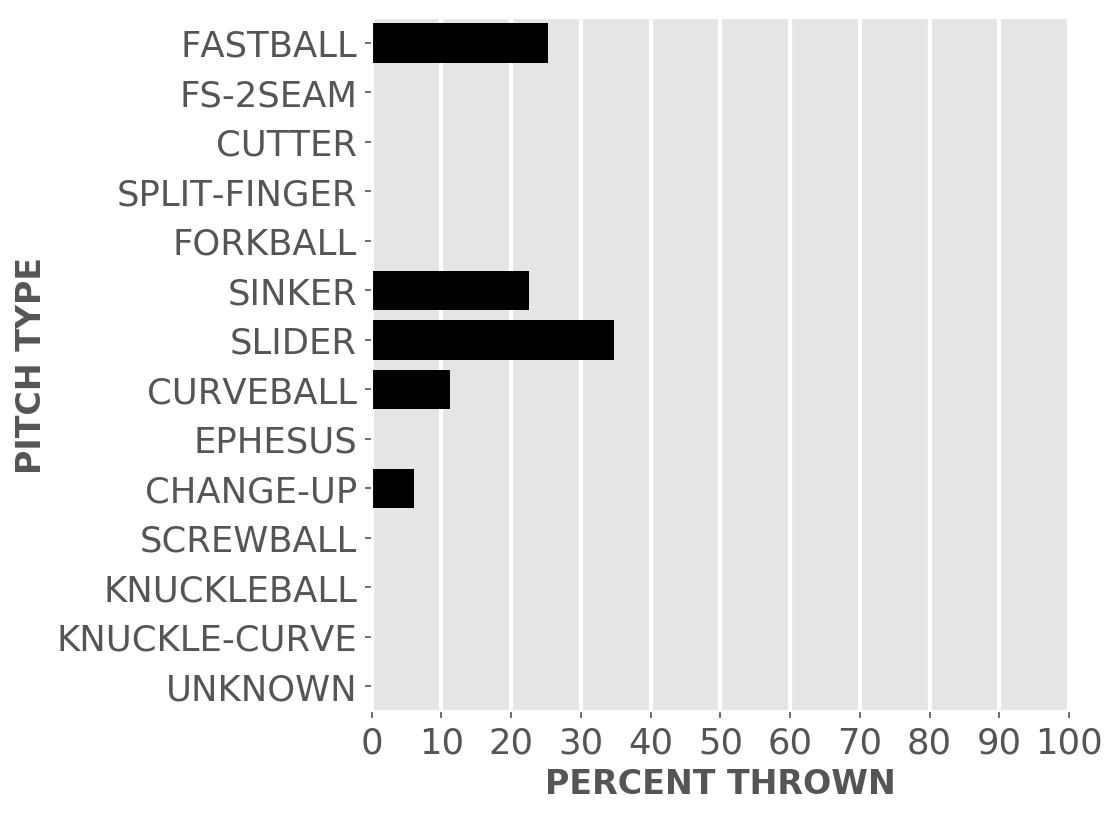 PITCH TYPE
FASTBALL
FS-2SEAM
CUTTER
SPLIT-FINGER
FORKBALL
SINKER
SLIDER
CURVEBALL
EPHESUS
CHANGE-UP
SCREWBALL
KNUCKLEBALL
KNUCKLE-CURVE
UNKNOWN
0 10 20 30 40 50 60 70 80 90 100
PERCENT THROWN